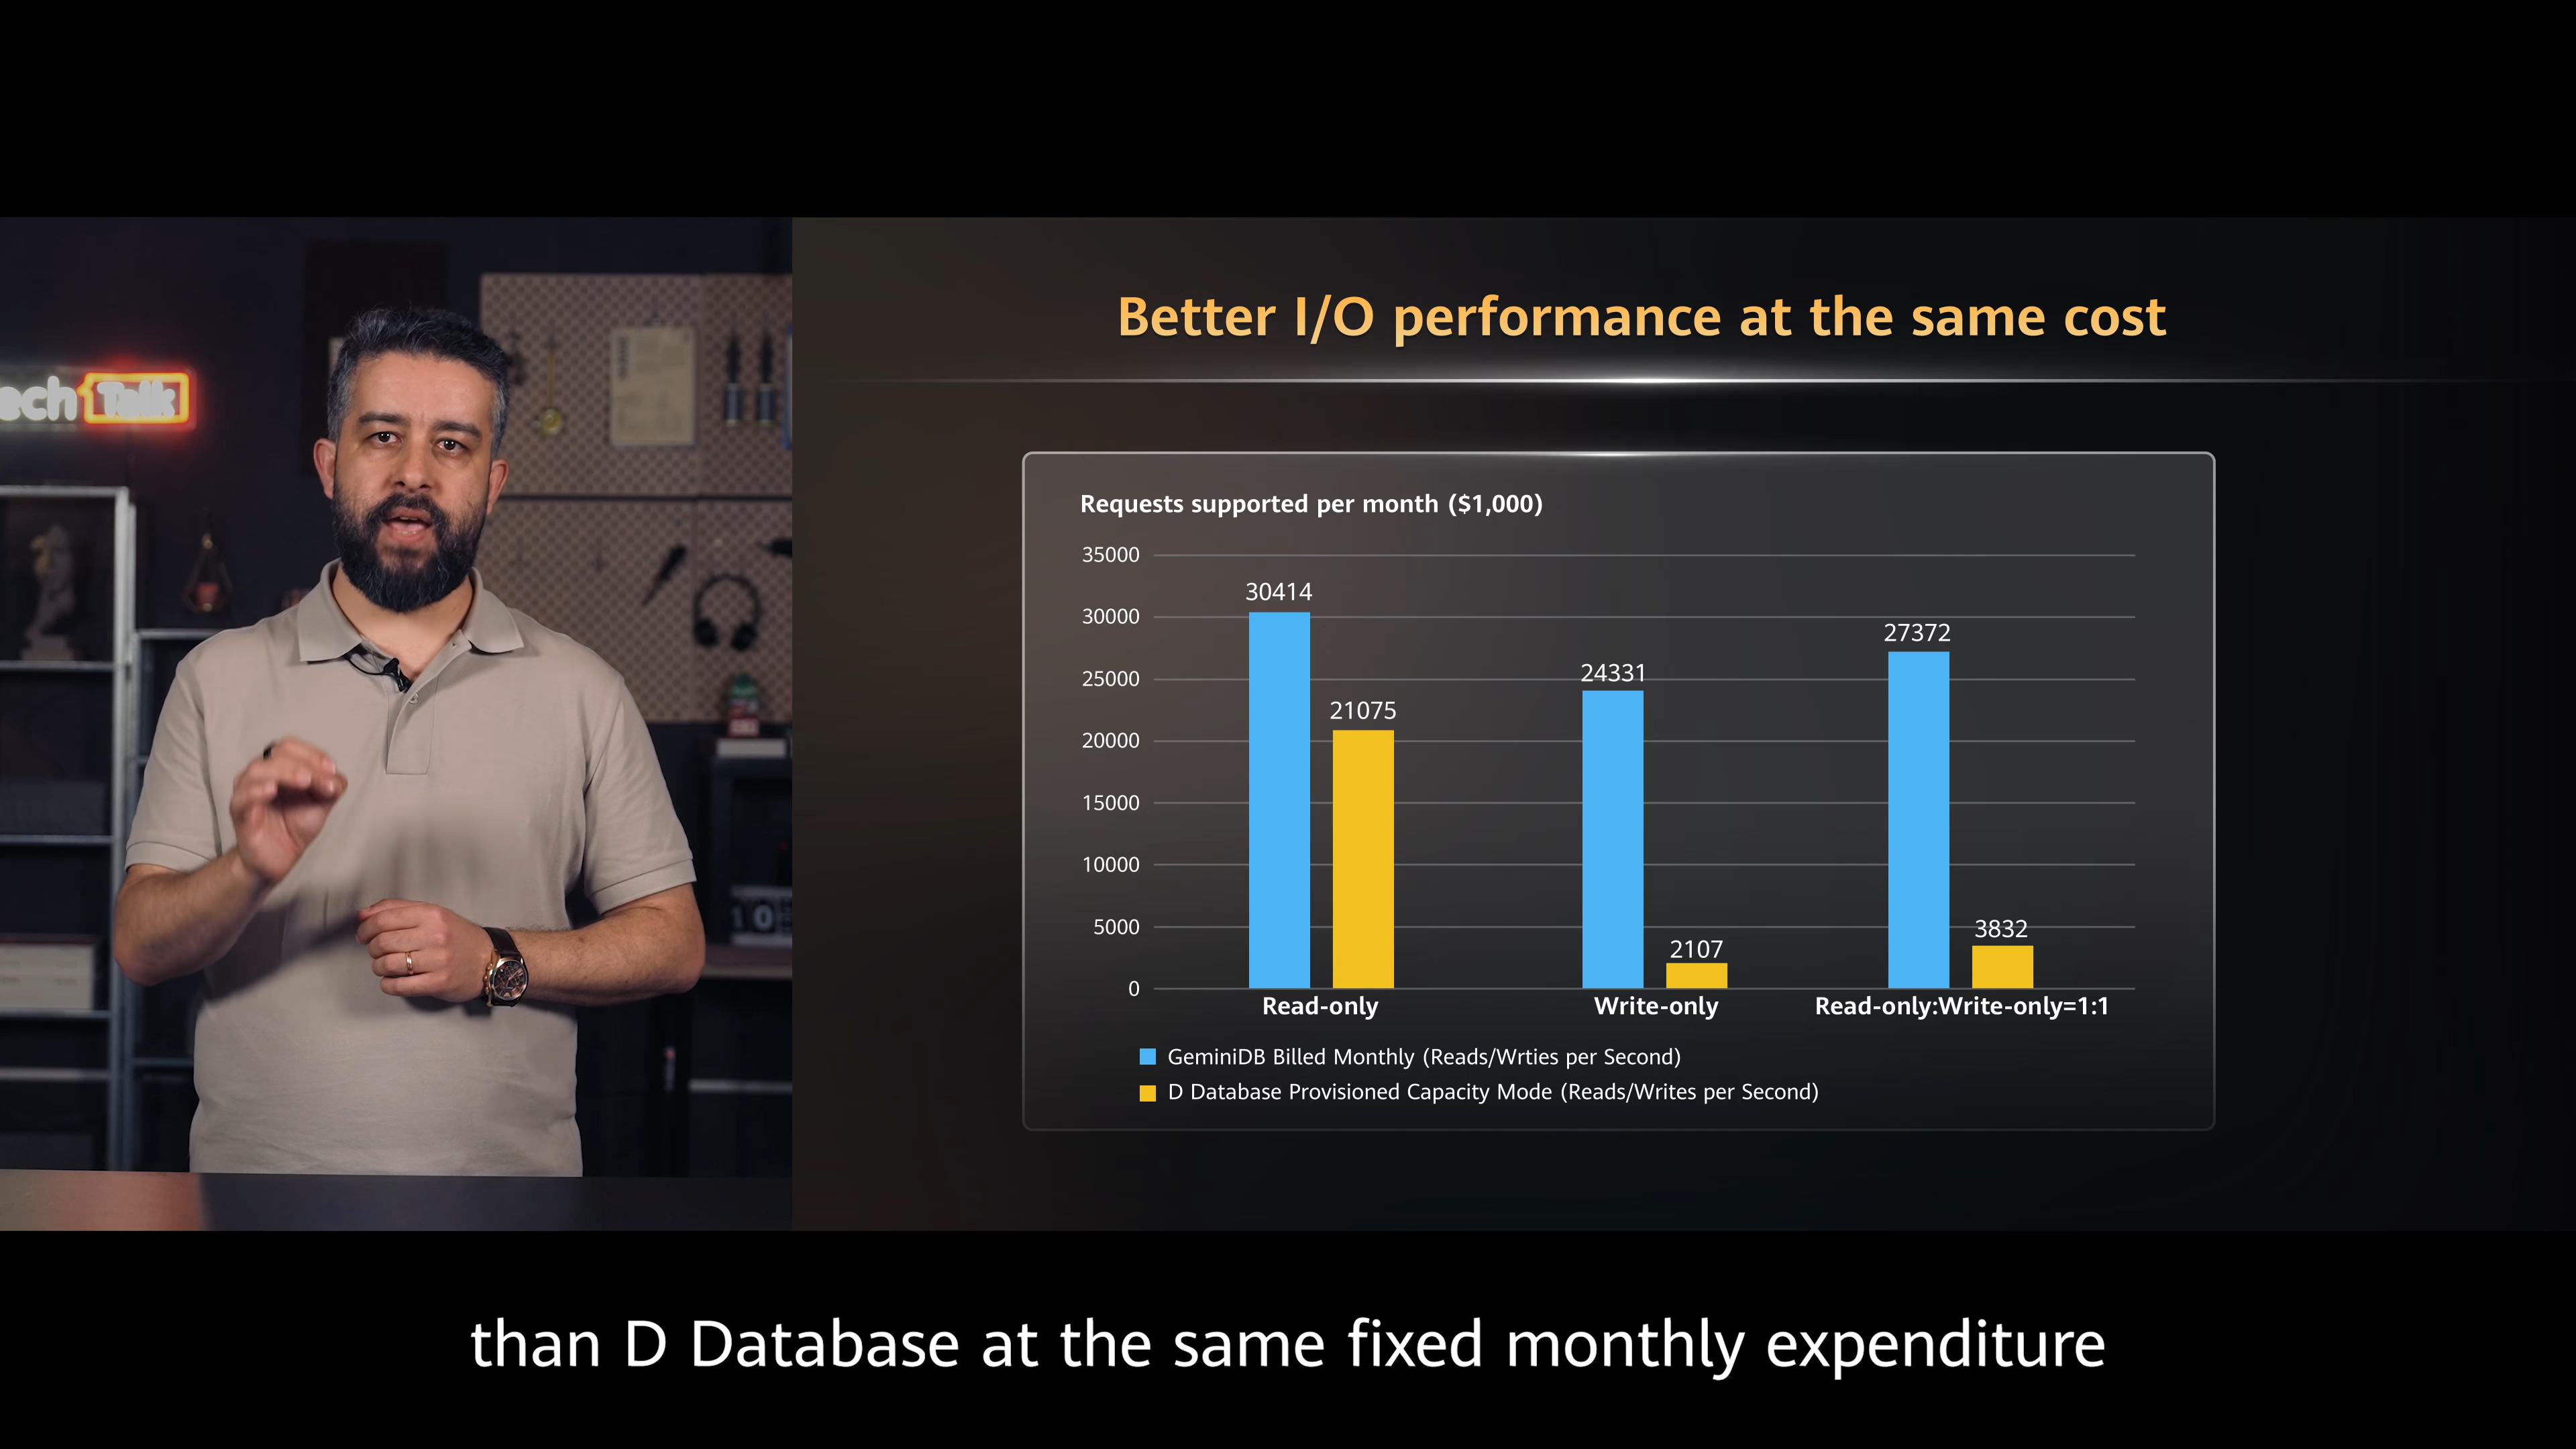 ech Talk
Better I/O performance at the same cost
Requests supported per month ($1,000)
35000
30000
25000
20000
15000
10000
5000
0
30414
21075
24331
2107
27372
3832
Read-only
Write-only
Read-only:Write-only=1:1
GeminiDB Billed Monthly (Reads/Wrties per Second)
D Database Provisioned Capacity Mode (Reads/Writes per Second)
than D Database at the same fixed monthly expenditure